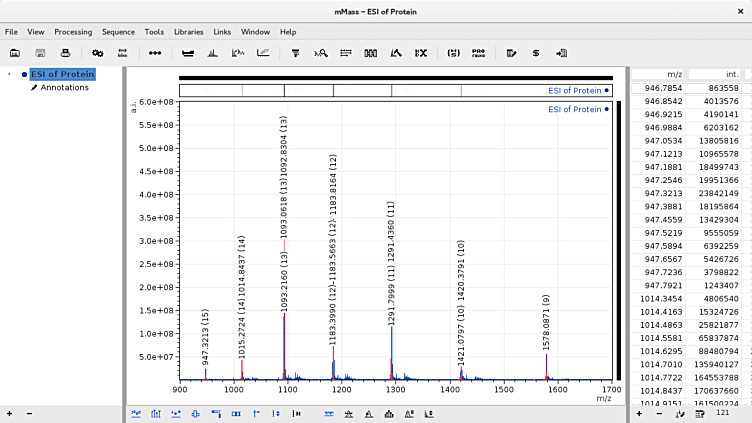 mMass – ESI of Protein
File View Processing Sequence Tools Libraries Links Window Help
ESI of Protein
Annotations
ESI of Protein
ESI of Protein
a.i.
6.0e+08
5.5e+08
5.0e+08
4.5e+08
4.0e+08
3.5e+08
3.0e+08
2.5e+08
2.0e+08
1.5e+08
1.0e+08
5.0e+07
947.3213 (15)
1015.2724 (14)
1014.8437 (14)
1093.2160 (13)
1093.0618 (13)
1092.8304 (13)
1183.3990 (12)
1183.5663 (12)
1183.8164 (12)
1291.7999 (11)
1291.4360 (11)
1421.0797 (10)
1420.3791 (10)
1578.0871 (9)
900 1000 1100 1200 1300 1400 1500 1600 1700
m/z
m/z int.
946.7854 863558
946.8542 4013576
946.9215 4190141
946.9884 6203162
947.0534 13805816
947.1213 10965578
947.1881 18499743
947.2546 19951366
947.3213 23842149
947.3881 18195864
947.4559 13429304
947.5219 9555059
947.5894 6392259
947.6567 5426726
947.7236 3798822
947.7921 1243407
1014.3454 4806540
1014.4163 15324726
1014.4863 25821877
1014.5581 65837874
1014.6295 88480794
1014.7010 135940127
1014.7722 164553788
1014.8437 170637660
1014.9151 161500224
121